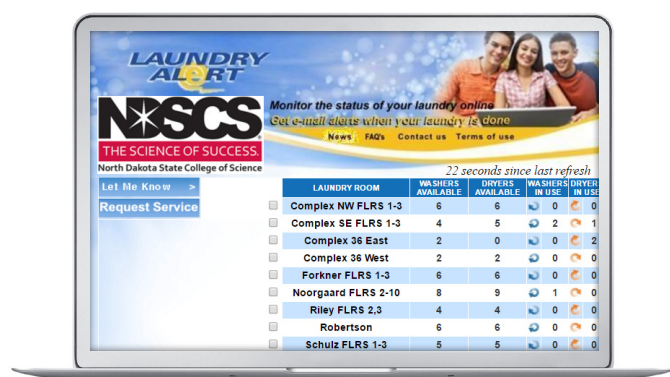 LAUNDRY
ALERT
NDSCS
THE SCIENCE OF SUCCESS.
North Dakota State College of Science
Monitor the status of your laundry online
Get e-mail alerts when your laundry is done
News FAQ's Contact us Terms of use
22 seconds since last refresh
Let Me Know >
Request Service
LAUNDRY ROOM WASHERS AVAILABLE DRYERS AVAILABLE WASHERS IN USE DRYER IN USE
Complex NW FLRS 1-3 6 6 0 0
Complex SE FLRS 1-3 4 5 2 1
Complex 36 East 2 0 0 2
Complex 36 West 2 2 0 0
Forkner FLRS 1-3 6 6 0 0
Noorgaard FLRS 2-10 8 9 1 0
Riley FLRS 2,3 4 4 0 0
Robertson 6 6 0 0
Schulz FLRS 1-3 5 5 0 0